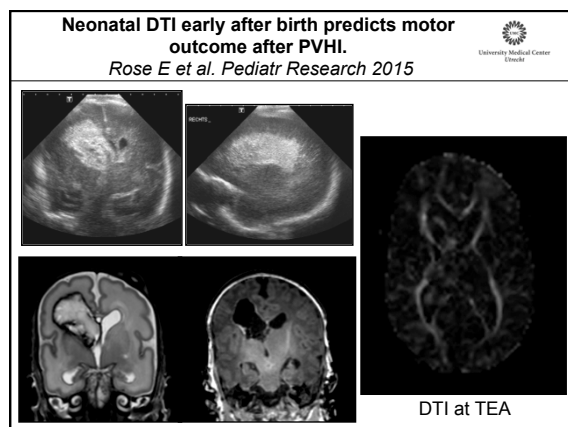 Neonatal DTI early after birth predicts motor
outcome after PVHI.
Rose E et al. Pediatr Research 2015
UMC
University Medical Center
Utrecht
RECHTS
DTI at TEA